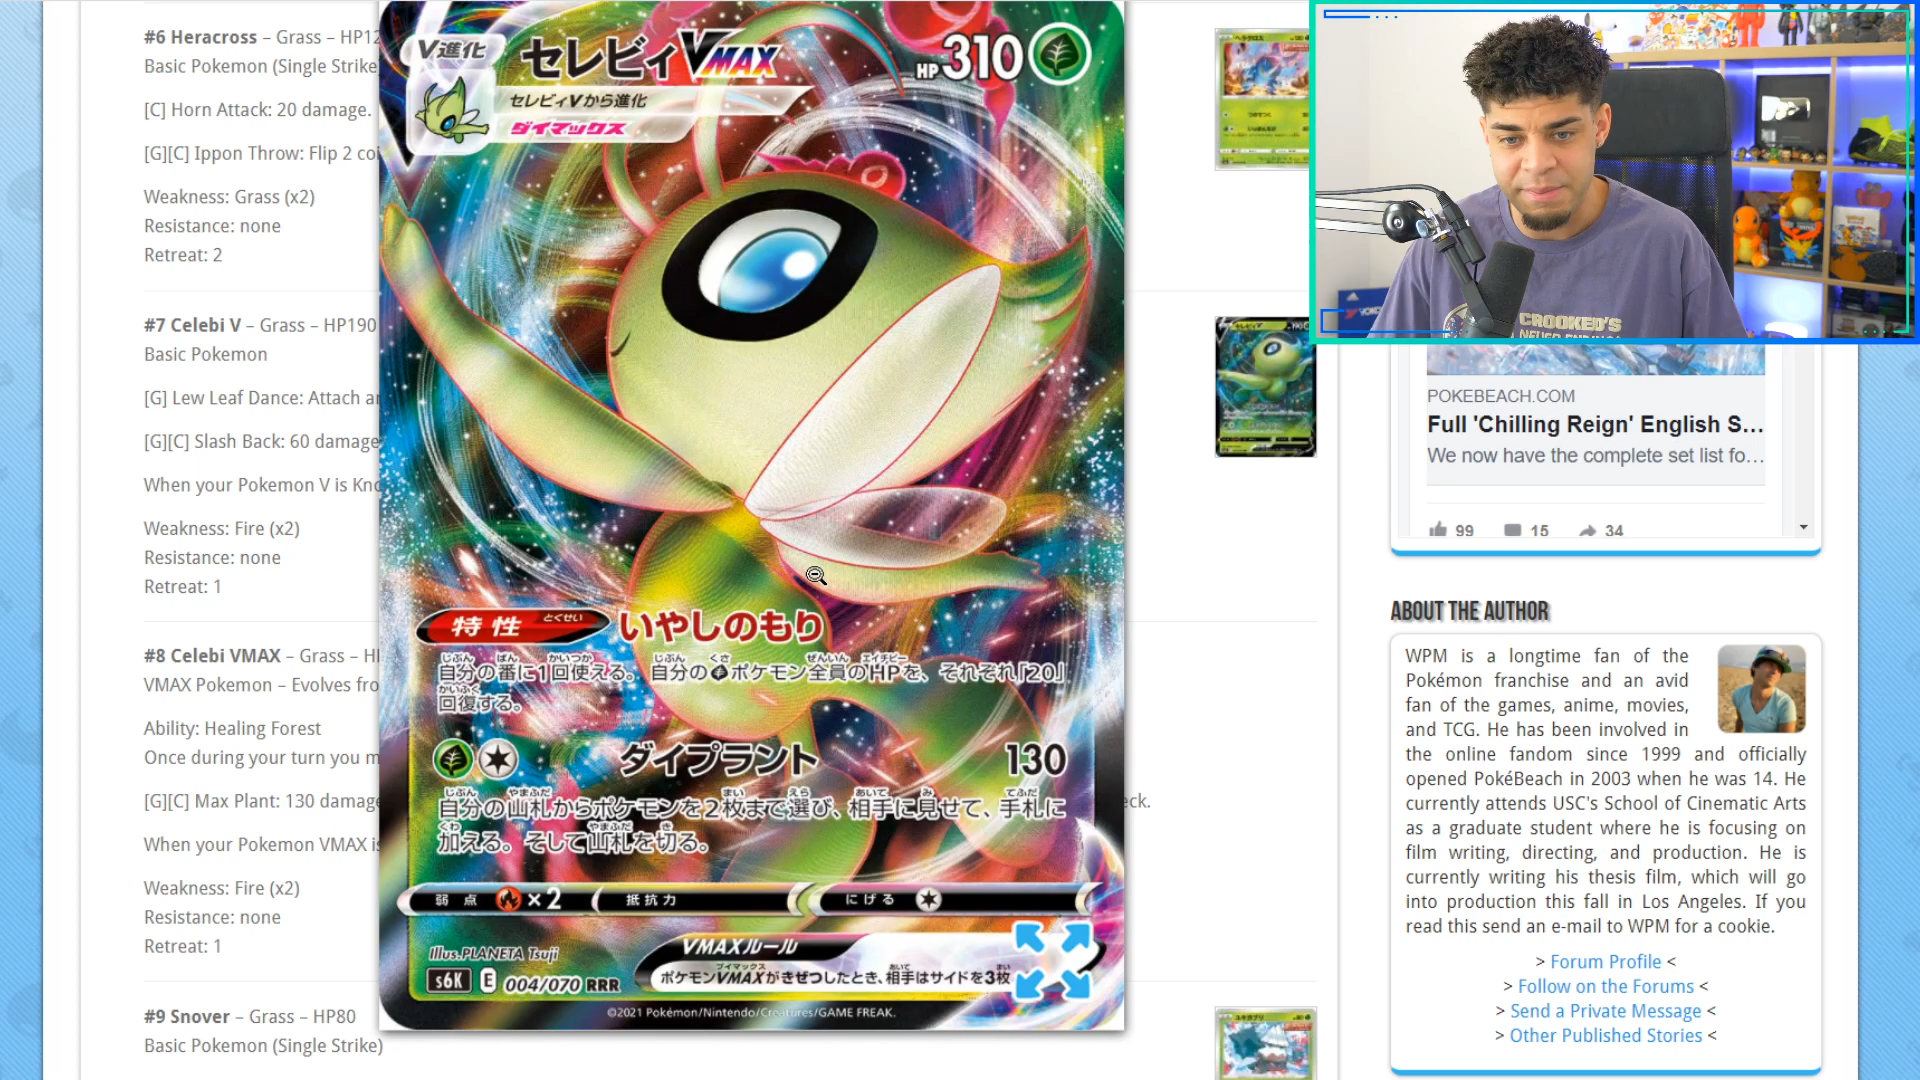 #6 Heracross – Grass – HP12
Basic Pokemon (Single Strike
[C] Horn Attack: 20 damage.
[G][C] Ippon Throw: Flip 2 coi
Weakness: Grass (x2)
Resistance: none
Retreat: 2
#7 Celebi V – Grass – HP190
Basic Pokemon
[G] Lew Leaf Dance: Attach a
[G][C] Slash Back: 60 damage
When your Pokemon V is Kn
Weakness: Fire (x2)
Resistance: none
Retreat: 1
#8 Celebi VMAX – Grass – H
VMAX Pokemon – Evolves fro
Ability: Healing Forest
Once during your turn you m
[G][C] Max Plant: 130 damage
eck.
When your Pokemon VMAX is
Weakness: Fire (x2)
Resistance: none
Retreat: 1
#9 Snover – Grass – HP80
Basic Pokemon (Single Strike)
V進化
セレビィVMAX
HP310
セレビィVから進化
ダイマックス
特性 とくせい いやしのもり
自分の番に1回使える。自分のポケモン全員のHPを、それぞれ「20」
回復する。
ダイプラント 130
自分の山札からポケモンを2枚まで選び、相手に見せて、手札に
加える。そして山札を切る。
弱点 ×2 抵抗力 にげる
Illus.PLANETA Tsuji
VMAXルール
s6K E 004/070 RRR
ポケモンVMAXがきぜつしたとき、相手はサイドを3枚
©2021 Pokémon/Nintendo/Creatures/GAME FREAK.
CROOKED'S
POKEBEACH.COM
Full 'Chilling Reign' English S...
We now have the complete set list fo...
99 15 34
ABOUT THE AUTHOR
WPM is a longtime fan of the
Pokémon franchise and an avid
fan of the games, anime, movies,
and TCG. He has been involved in
the online fandom since 1999 and officially
opened PokéBeach in 2003 when he was 14. He
currently attends USC's School of Cinematic Arts
as a graduate student where he is focusing on
film writing, directing, and production. He is
currently writing his thesis film, which will go
into production this fall in Los Angeles. If you
read this send an e-mail to WPM for a cookie.
> Forum Profile <
> Follow on the Forums <
> Send a Private Message <
> Other Published Stories <